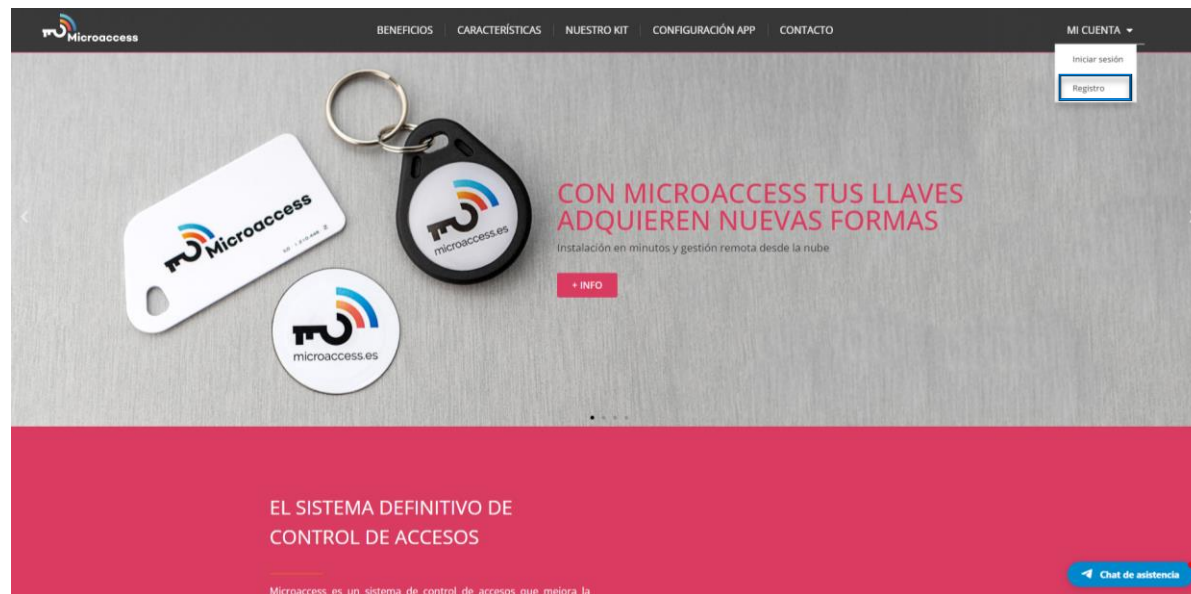 Microaccess
BENEFICIOS
CARACTERÍSTICAS
NUESTRO KIT
CONFIGURACIÓN APP
CONTACTO
MI CUENTA
Iniciar sesión
Registro
Microaccess
microaccess.es
microaccess.es
CON MICROACCESS TUS LLAVES
ADQUIEREN NUEVAS FORMAS
Instalación en minutos y gestión remota desde la nube
+ INFO
EL SISTEMA DEFINITIVO DE
CONTROL DE ACCESOS
Microaccess es un sistema de control de accesos que mejora la
Chat de asistencia